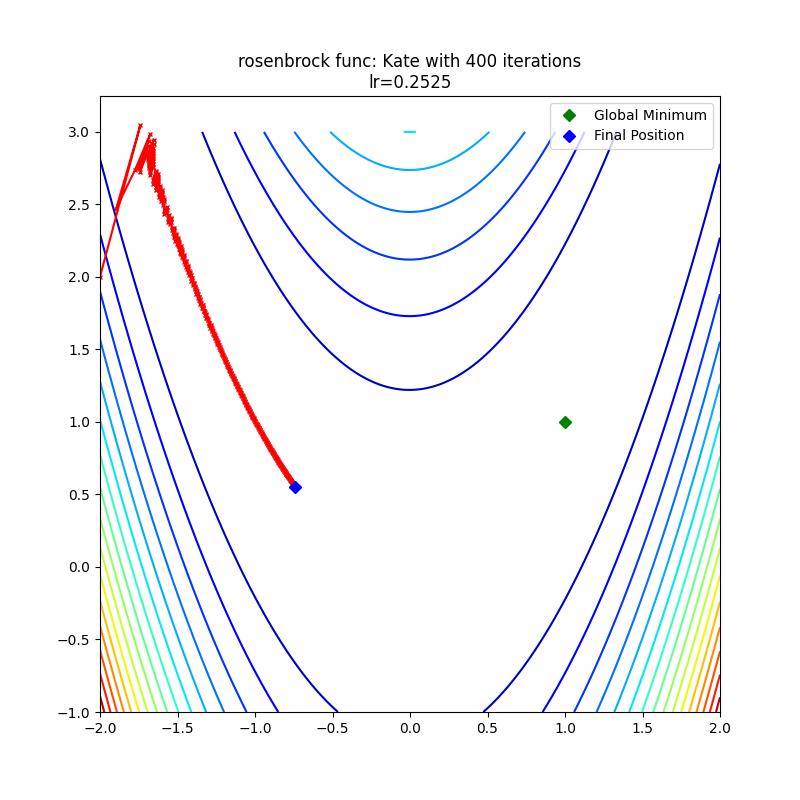 rosenbrock func: Kate with 400 iterations
lr=0.2525
Global Minimum
Final Position
3.0
2.5
2.0
1.5
1.0
0.5
0.0
−0.5
−1.0
−2.0 −1.5 −1.0 −0.5 0.0 0.5 1.0 1.5 2.0